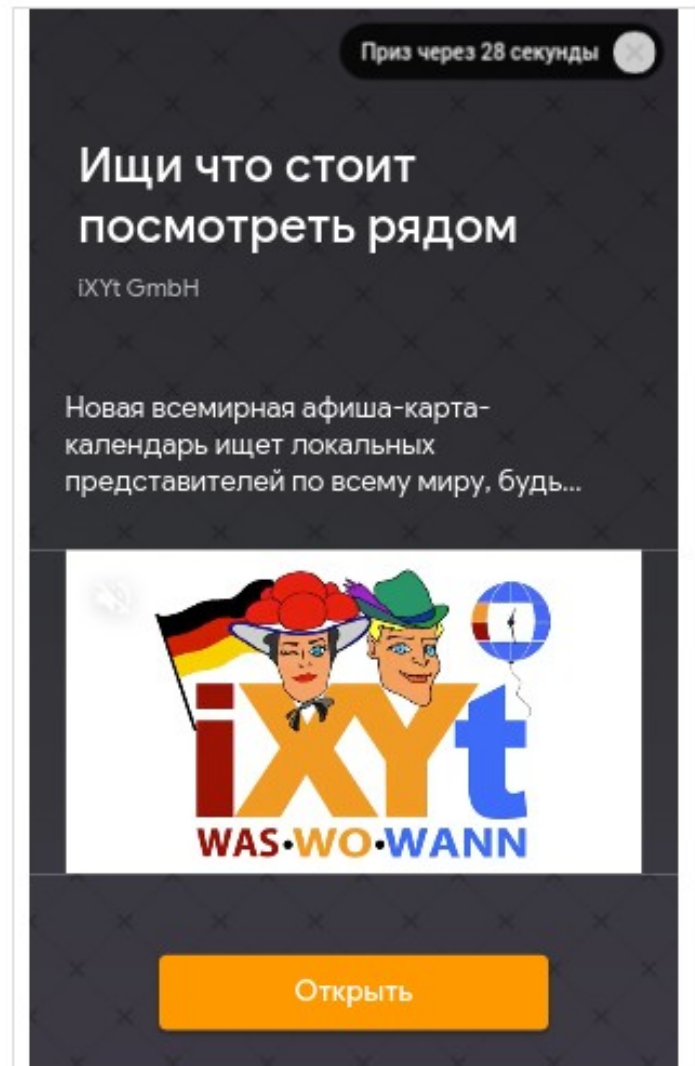 Приз через 28 секунды
Ищи что стоит
посмотреть рядом
iXYt GmbH
Новая всемирная афиша-карта-
календарь ищет локальных
представителей по всему миру, будь...
iXYt
WAS•WO•WANN
Открыть